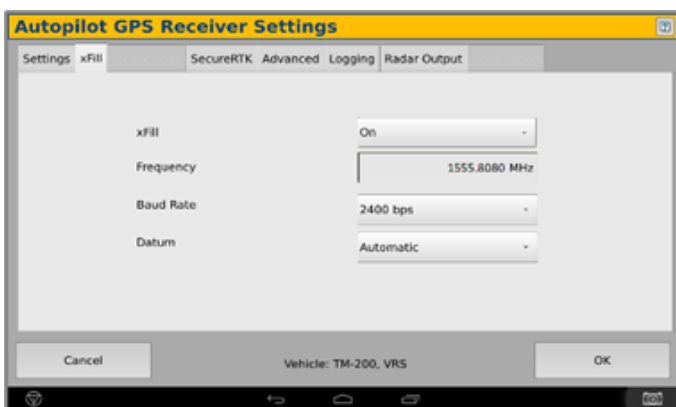 Autopilot GPS Receiver Settings
Settings xFill SecureRTK Advanced Logging Radar Output
xFill On
Frequency 1555.8080 MHz
Baud Rate 2400 bps
Datum Automatic
Cancel Vehicle: TM-200, VRS OK